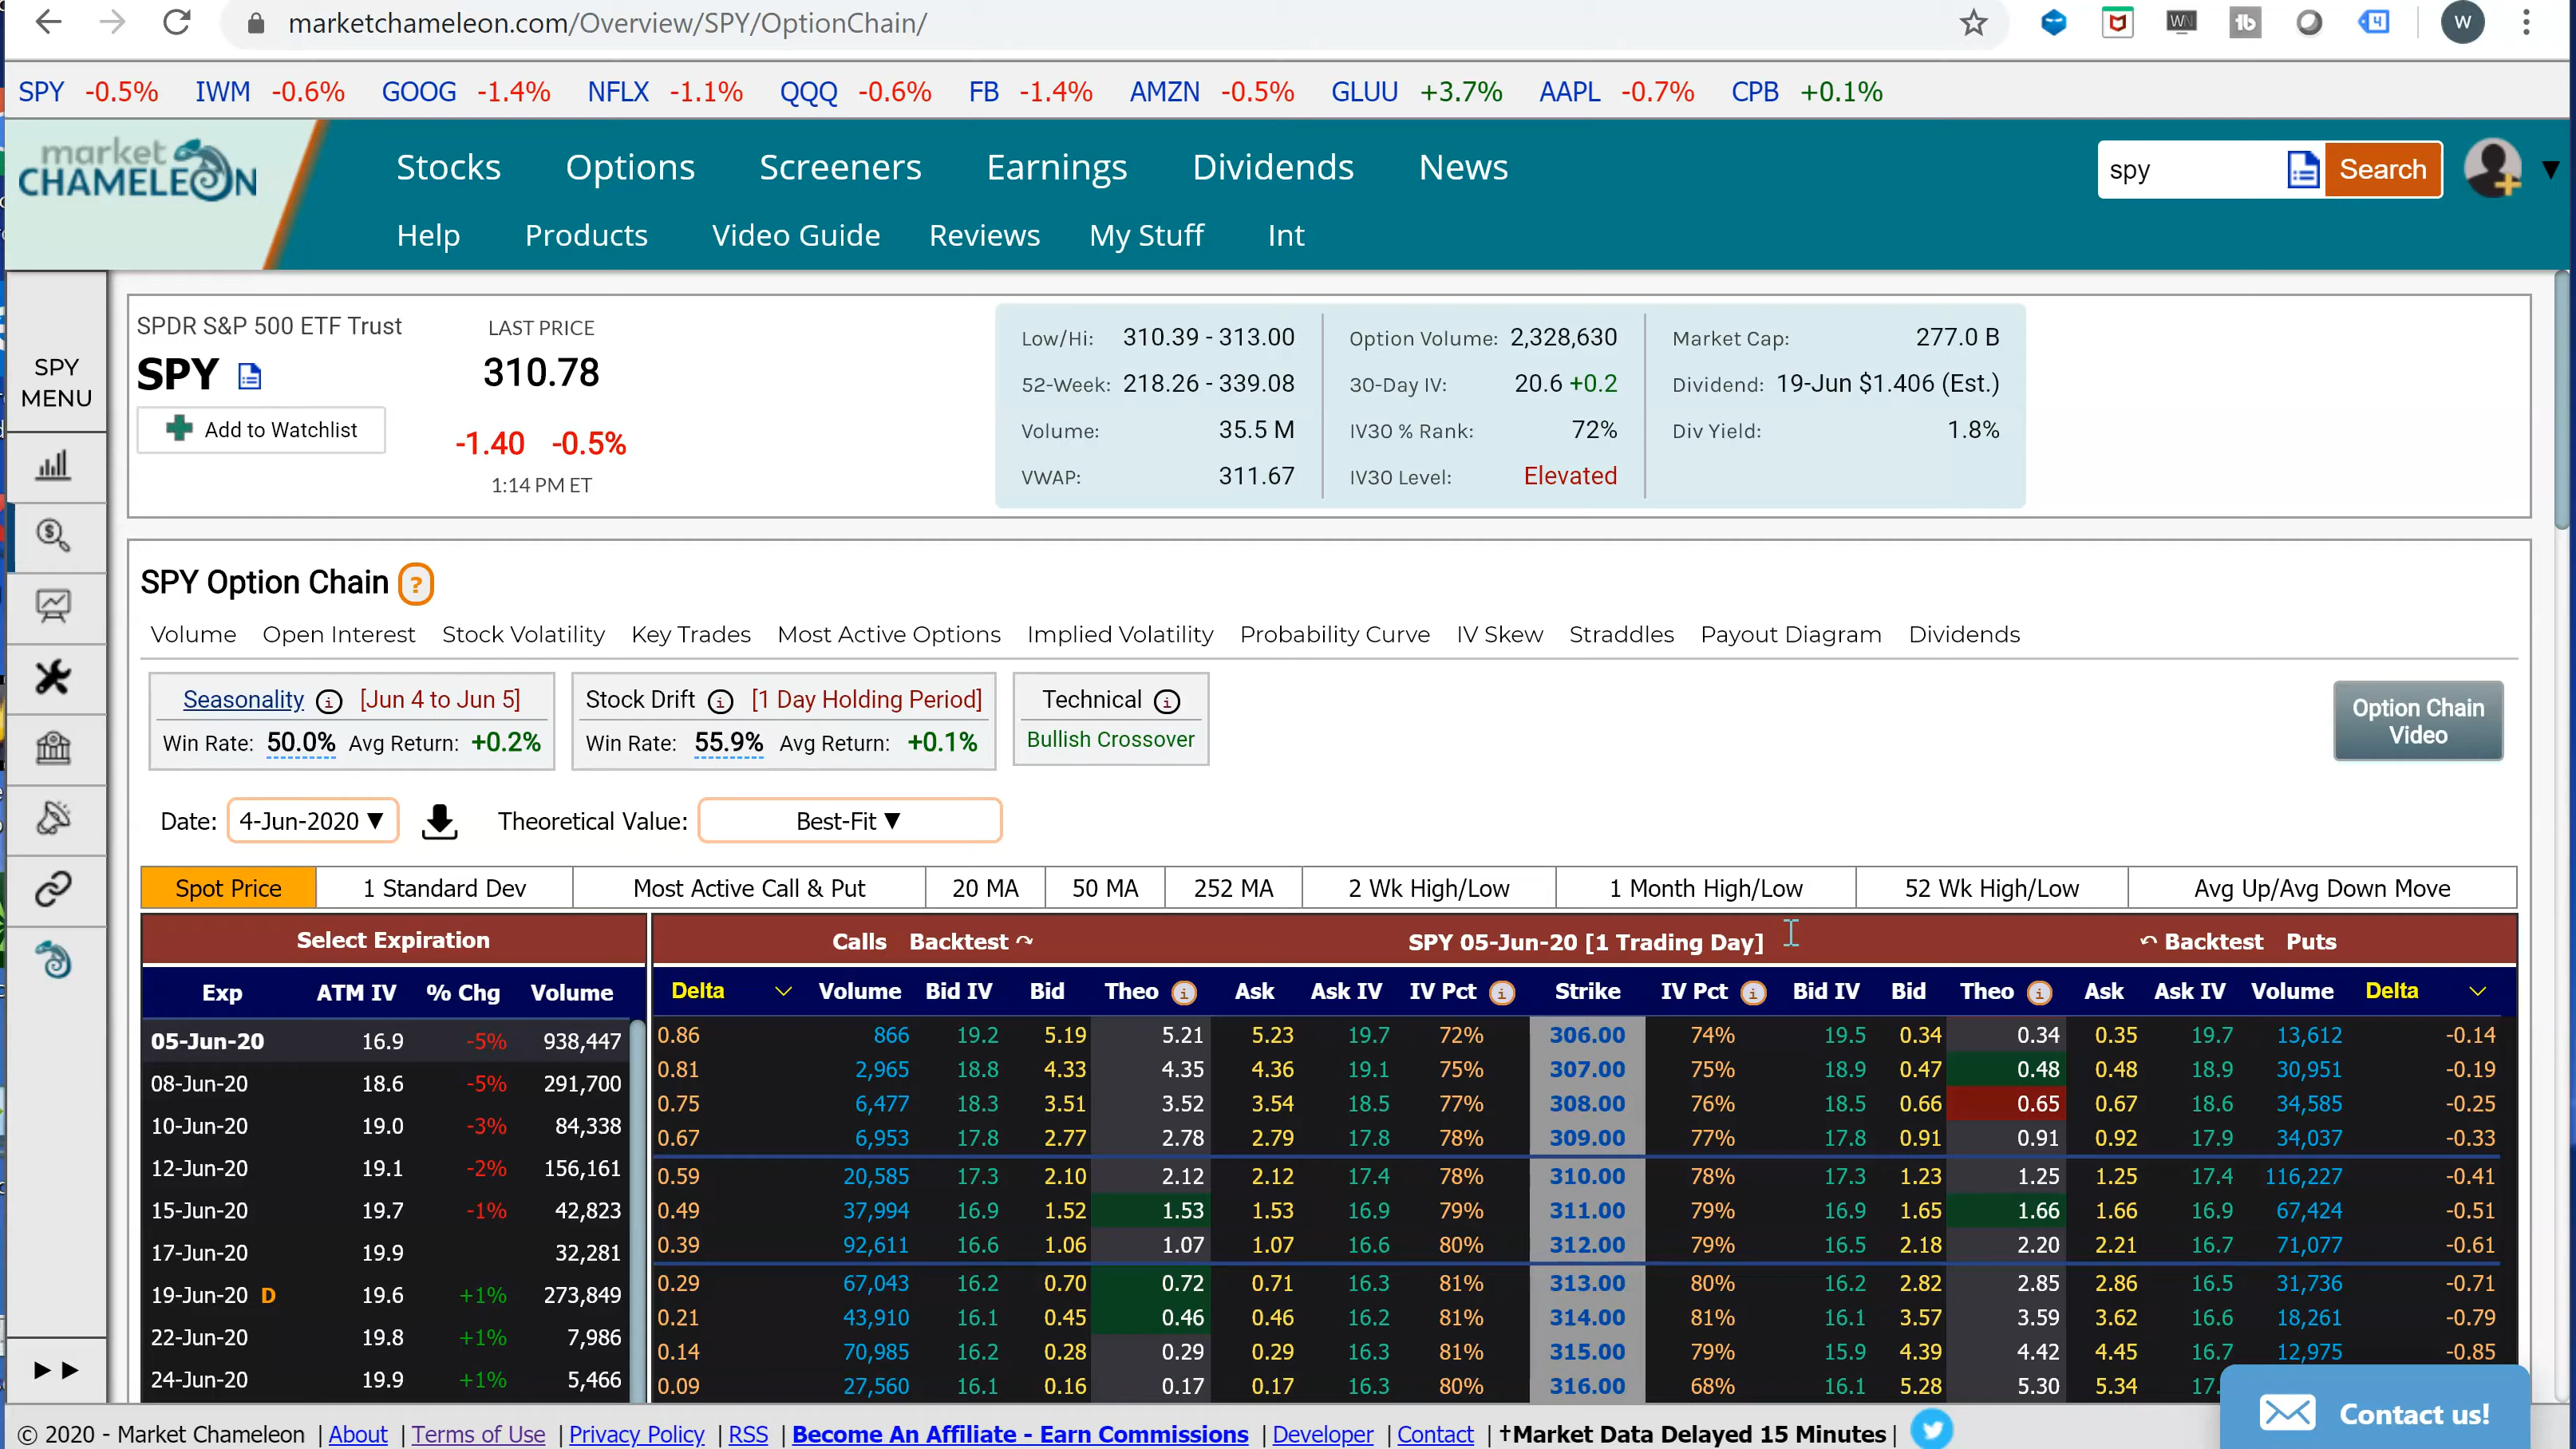 marketchameleon.com/Overview/SPY/OptionChain/
W
SPY -0.5% IWM -0.6% GOOG -1.4% NFLX -1.1% QQQ -0.6% FB -1.4% AMZN -0.5% GLUU +3.7% AAPL -0.7% CPB +0.1%
market
CHAMELEON
Stocks Options Screeners Earnings Dividends News
Help Products Video Guide Reviews My Stuff Int
spy Search
SPY
MENU
SPDR S&P 500 ETF Trust
SPY
Add to Watchlist
LAST PRICE
310.78
-1.40 -0.5%
1:14 PM ET
Low/Hi: 310.39 - 313.00 Option Volume: 2,328,630 Market Cap: 277.0 B
52-Week: 218.26 - 339.08 30-Day IV: 20.6 +0.2 Dividend: 19-Jun $1.406 (Est.)
Volume: 35.5 M IV30 % Rank: 72% Div Yield: 1.8%
VWAP: 311.67 IV30 Level: Elevated
SPY Option Chain ?
Volume Open Interest Stock Volatility Key Trades Most Active Options Implied Volatility Probability Curve IV Skew Straddles Payout Diagram Dividends
Seasonality i [Jun 4 to Jun 5]
Win Rate: 50.0% Avg Return: +0.2%
Stock Drift i [1 Day Holding Period]
Win Rate: 55.9% Avg Return: +0.1%
Technical i
Bullish Crossover
Option Chain
Video
Date: 4-Jun-2020 ▼ Theoretical Value: Best-Fit ▼
Spot Price 1 Standard Dev Most Active Call & Put 20 MA 50 MA 252 MA 2 Wk High/Low 1 Month High/Low 52 Wk High/Low Avg Up/Avg Down Move
Select Expiration
Exp ATM IV % Chg Volume
05-Jun-20 16.9 -5% 938,447
08-Jun-20 18.6 -5% 291,700
10-Jun-20 19.0 -3% 84,338
12-Jun-20 19.1 -2% 156,161
15-Jun-20 19.7 -1% 42,823
17-Jun-20 19.9 32,281
19-Jun-20 D 19.6 +1% 273,849
22-Jun-20 19.8 +1% 7,986
24-Jun-20 19.9 +1% 5,466
Calls Backtest SPY 05-Jun-20 [1 Trading Day] Backtest Puts
Delta Volume Bid IV Bid Theo i Ask Ask IV IV Pct i Strike IV Pct i Bid IV Bid Theo i Ask Ask IV Volume Delta
0.86 866 19.2 5.19 5.21 5.23 19.7 72% 306.00 74% 19.5 0.34 0.34 0.35 19.7 13,612 -0.14
0.81 2,965 18.8 4.33 4.35 4.36 19.1 75% 307.00 75% 18.9 0.47 0.48 0.48 18.9 30,951 -0.19
0.75 6,477 18.3 3.51 3.52 3.54 18.5 77% 308.00 76% 18.5 0.66 0.65 0.67 18.6 34,585 -0.25
0.67 6,953 17.8 2.77 2.78 2.79 17.8 78% 309.00 77% 17.8 0.91 0.91 0.92 17.9 34,037 -0.33
0.59 20,585 17.3 2.10 2.12 2.12 17.4 78% 310.00 78% 17.3 1.23 1.25 1.25 17.4 116,227 -0.41
0.49 37,994 16.9 1.52 1.53 1.53 16.9 79% 311.00 79% 16.9 1.65 1.66 1.66 16.9 67,424 -0.51
0.39 92,611 16.6 1.06 1.07 1.07 16.6 80% 312.00 79% 16.5 2.18 2.20 2.21 16.7 71,077 -0.61
0.29 67,043 16.2 0.70 0.72 0.71 16.3 81% 313.00 80% 16.2 2.82 2.85 2.86 16.5 31,736 -0.71
0.21 43,910 16.1 0.45 0.46 0.46 16.2 81% 314.00 81% 16.1 3.57 3.59 3.62 16.6 18,261 -0.79
0.14 70,985 16.2 0.28 0.29 0.29 16.3 81% 315.00 79% 15.9 4.39 4.42 4.45 16.7 12,975 -0.85
0.09 27,560 16.1 0.16 0.17 0.17 16.3 80% 316.00 68% 16.1 5.28 5.30 5.34 17.
Contact us!
© 2020 - Market Chameleon | About | Terms of Use | Privacy Policy | RSS | Become An Affiliate - Earn Commissions | Developer | Contact | †Market Data Delayed 15 Minutes |